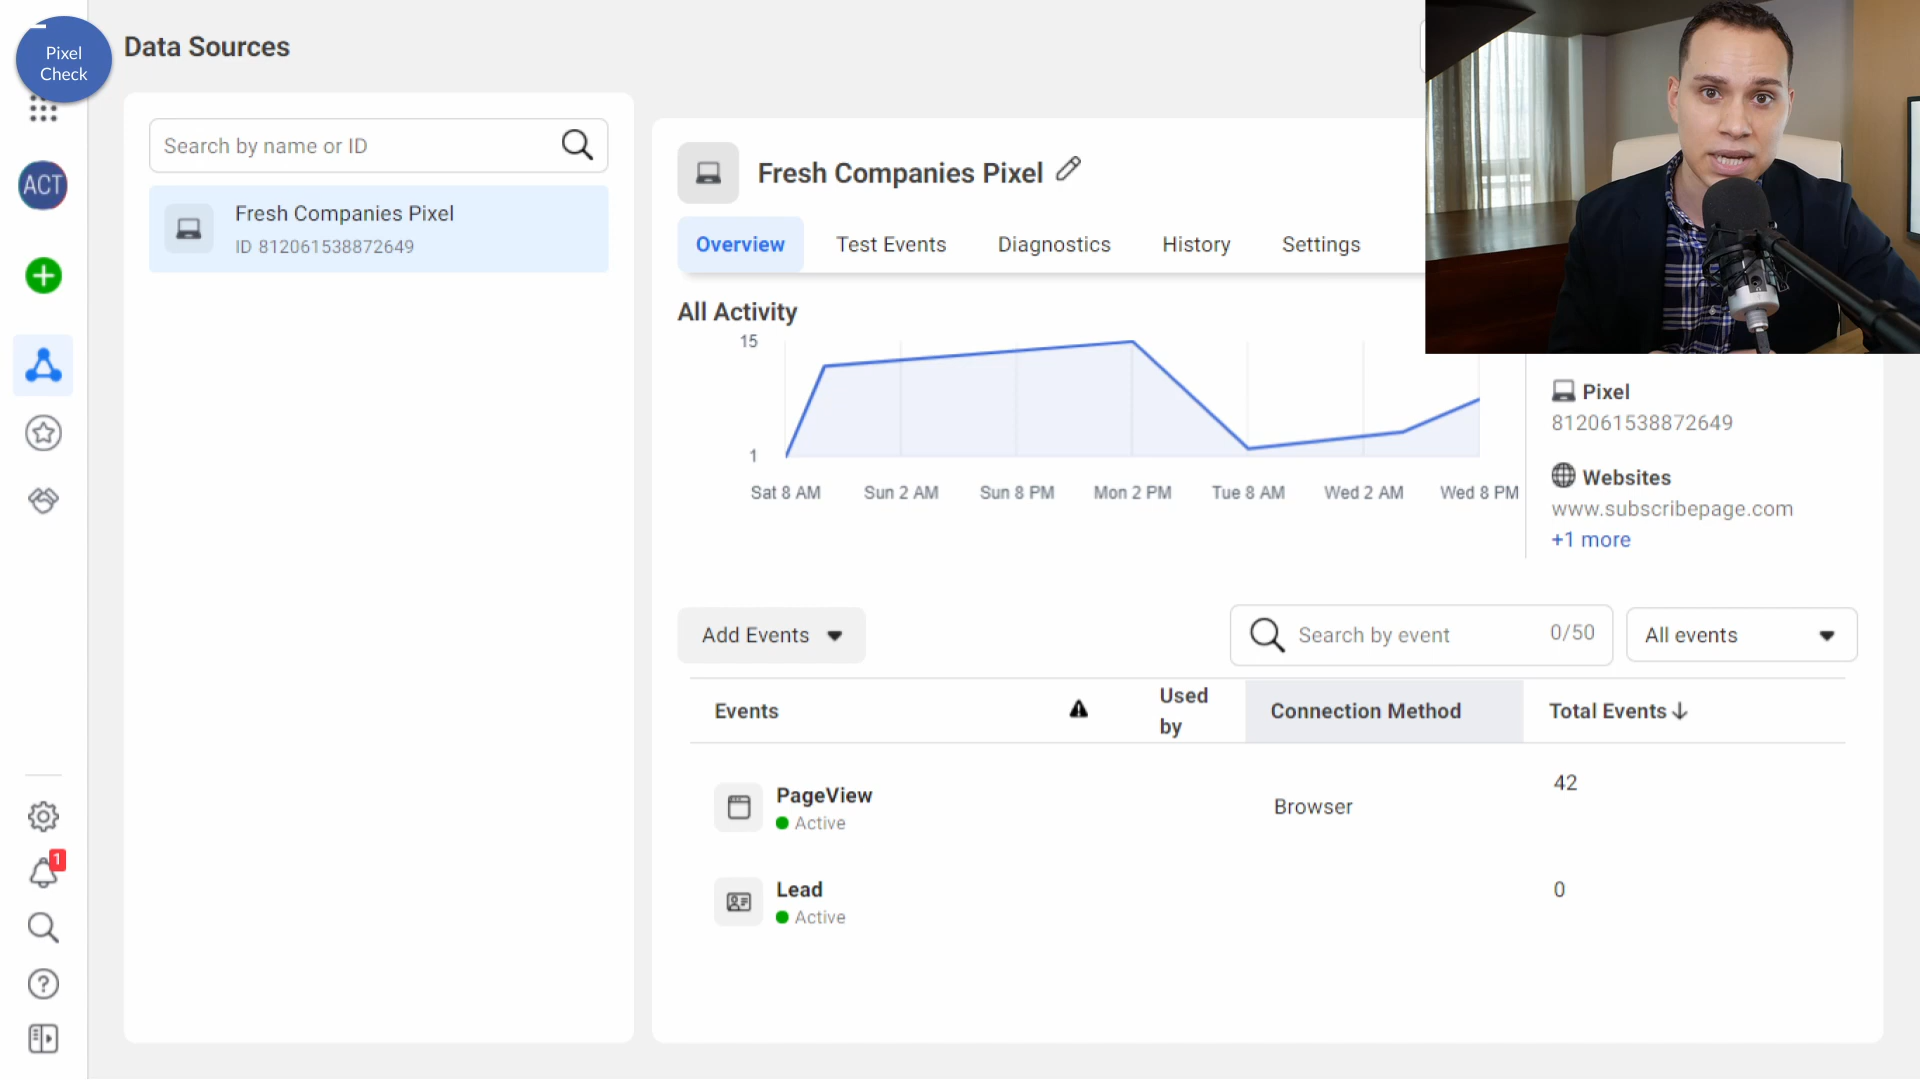 Pixel
Check
Data Sources
ACT
Search by name or ID
Fresh Companies Pixel
ID 812061538872649
Fresh Companies Pixel
Overview
Test Events
Diagnostics
History
Settings
All Activity
15
1
Sat 8 AM
Sun 2 AM
Sun 8 PM
Mon 2 PM
Tue 8 AM
Wed 2 AM
Wed 8 PM
Pixel
812061538872649
Websites
www.subscribepage.com
+1 more
Add Events
Search by event
0/50
All events
Events
Used
by
Connection Method
Total Events
PageView
Active
Browser
42
Lead
Active
0
1